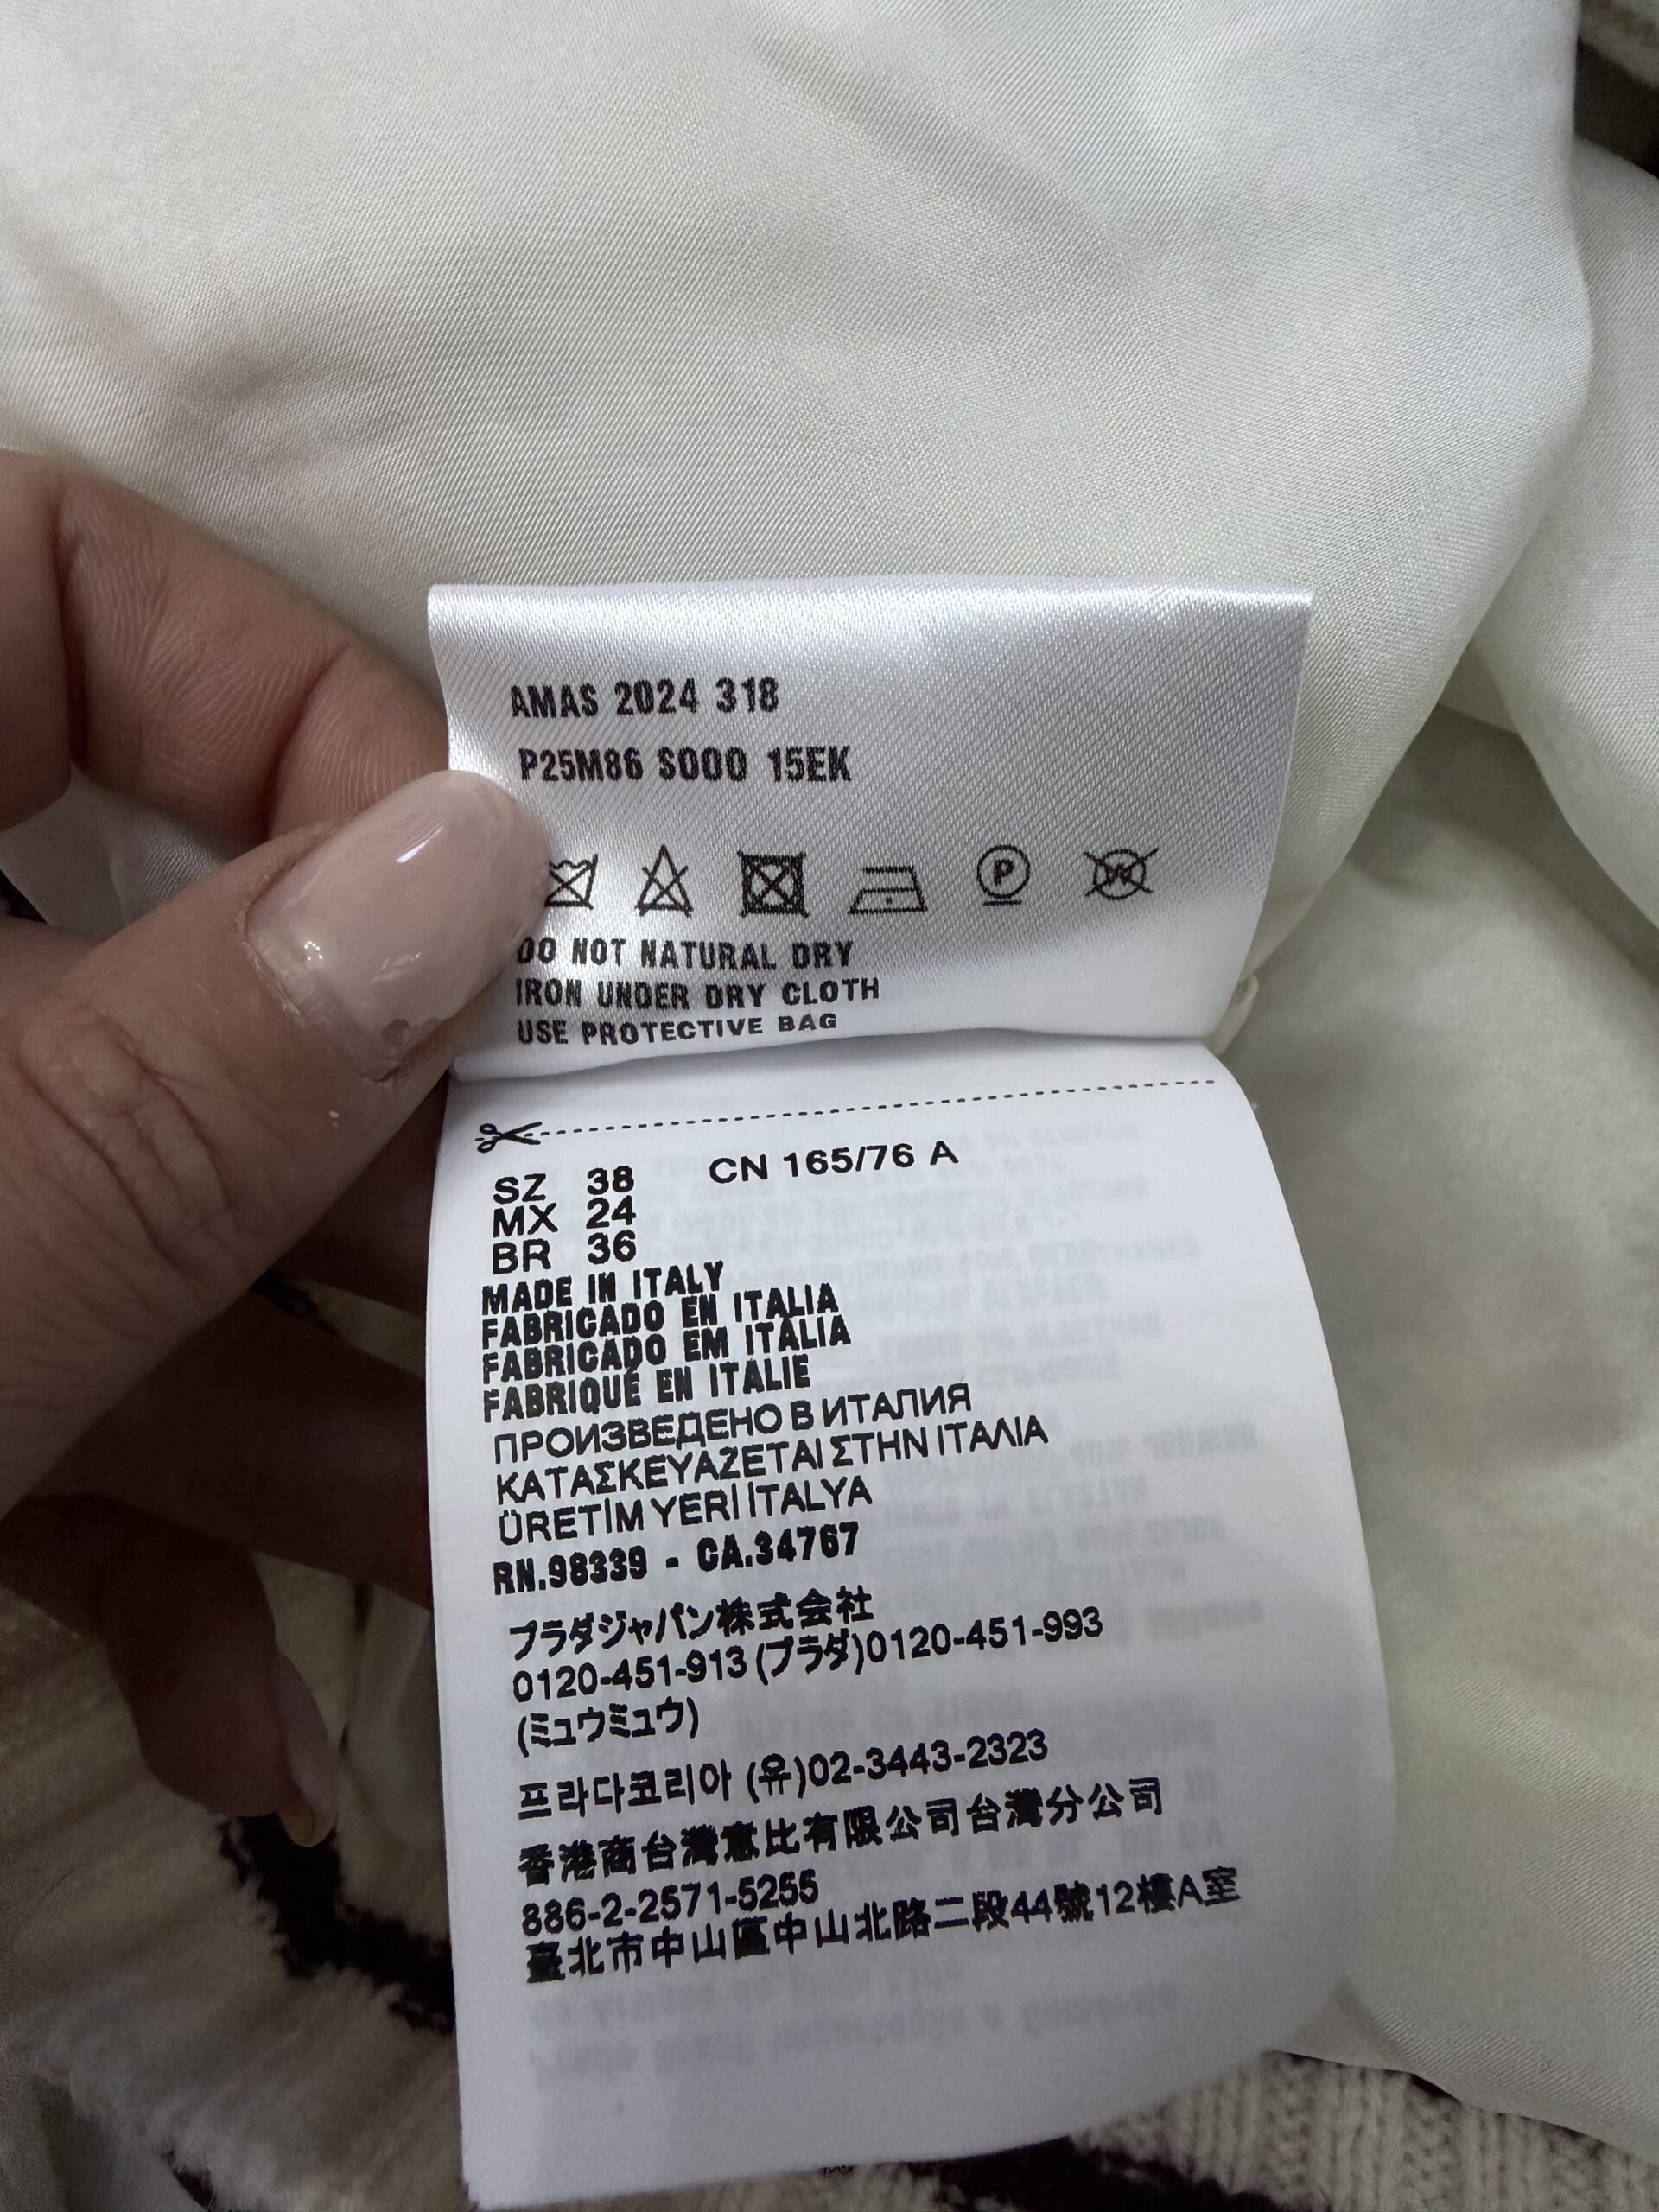 AMAS 2024 318
P25M86 S000 15EK
P
W
DO NOT NATURAL DRY
IRON UNDER DRY CLOTH
USE PROTECTIVE BAG
SZ 38 CN 165/76 A
MX 24
BR 36
MADE IN ITALY
FABRICADO EN ITALIA
FABRICADO EM ITÁLIA
FABRIQUÉ EN ITALIE
ПРОИЗВЕДЕНО В ИТАЛИЯ
ΚΑΤΑΣΚΕΥΑΖΕΤΑΙ ΣΤΗΝ ΙΤΑΛΙΑ
ÜRETİM YERİ İTALYA
RN.98339 - CA.34767
プラダジャパン株式会社
0120-451-913 (プラダ)0120-451-993
(ミュウミュウ)
프라다코리아 (유)02-3443-2323
香港商台灣意比有限公司台灣分公司
886-2-2571-5255
臺北市中山區中山北路二段44號12樓A室